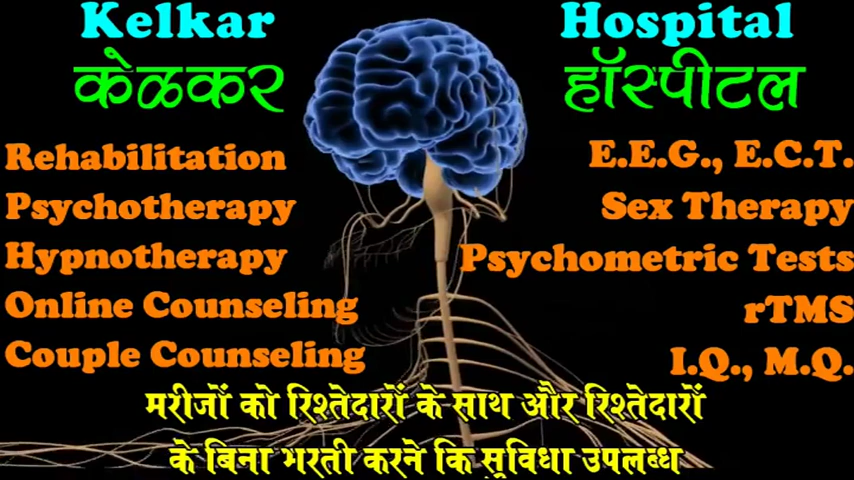 Kelkar Hospital
केळकर हॉस्पीटल
Rehabilitation
Psychotherapy
Hypnotherapy
Online Counseling
Couple Counseling
E.E.G., E.C.T.
Sex Therapy
Psychometric Tests
rTMS
I.Q., M.Q.
मरीजों को रिश्तेदारों के साथ और रिश्तेदारों
के बिना भरती करने कि सुविधा उपलब्ध